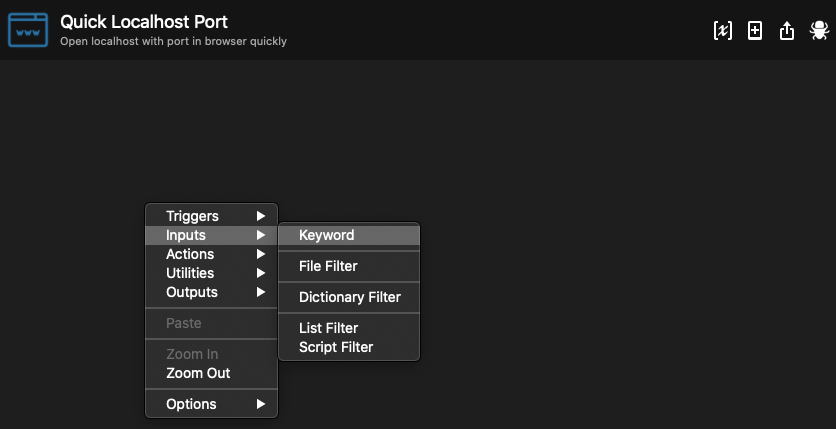 Quick Localhost Port
Open localhost with port in browser quickly
Triggers
Inputs
Actions
Utilities
Outputs
Paste
Zoom In
Zoom Out
Options
Keyword
File Filter
Dictionary Filter
List Filter
Script Filter